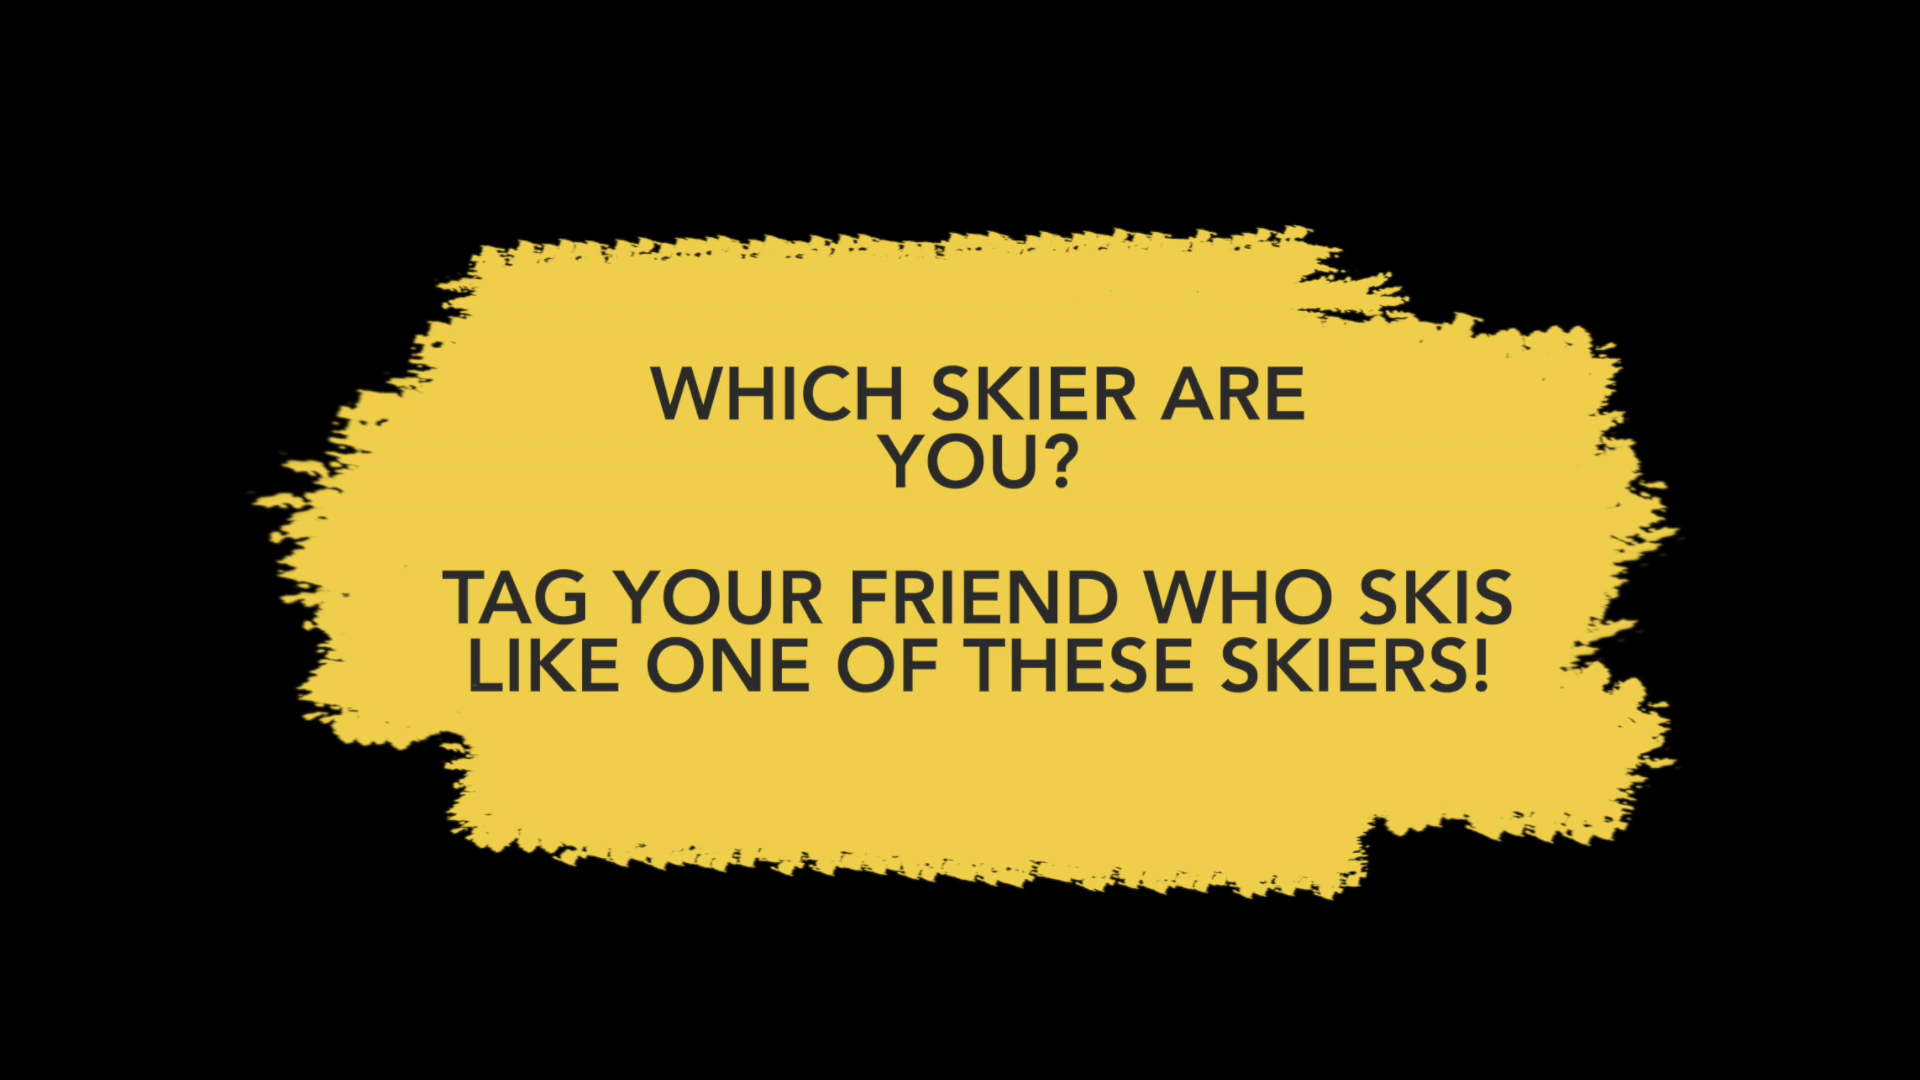 WHICH SKIER ARE
YOU?
TAG YOUR FRIEND WHO SKIS
LIKE ONE OF THESE SKIERS!